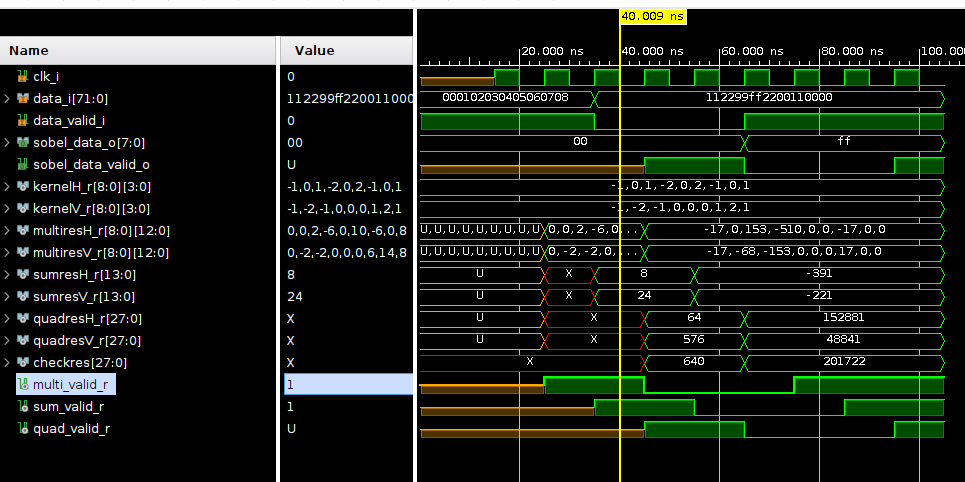 40.009 ns
Name Value 20.000 ns 40.000 ns 60.000 ns 80.000 ns 100.00
clk_i 0
data_i[71:0] 112299ff220011000 000102030405060708 112299ff2200110000
data_valid_i 0
sobel_data_o[7:0] 00 00 ff
sobel_data_valid_o U
kernelH_r[8:0][3:0] -1,0,1,-2,0,2,-1,0,1 -1,0,1,-2,0,2,-1,0,1
kernelV_r[8:0][3:0] -1,-2,-1,0,0,0,1,2,1 -1,-2,-1,0,0,0,1,2,1
multiresH_r[8:0][12:0] 0,0,2,-6,0,10,-6,0,8 U,U,U,U,U,U,U,U,U 0,0,2,-6,0,... -17,0,153,-510,0,0,-17,0,0
multiresV_r[8:0][12:0] 0,-2,-2,0,0,0,6,14,8 U,U,U,U,U,U,U,U,U 0,-2,-2,0,... -17,-68,-153,0,0,0,17,0,0
sumresH_r[13:0] 8 U X 8 -391
sumresV_r[13:0] 24 U X 24 -221
quadresH_r[27:0] X U X 64 152881
quadresV_r[27:0] X U X 576 48841
checkres[27:0] X X 640 201722
multi_valid_r 1
sum_valid_r 1
quad_valid_r U